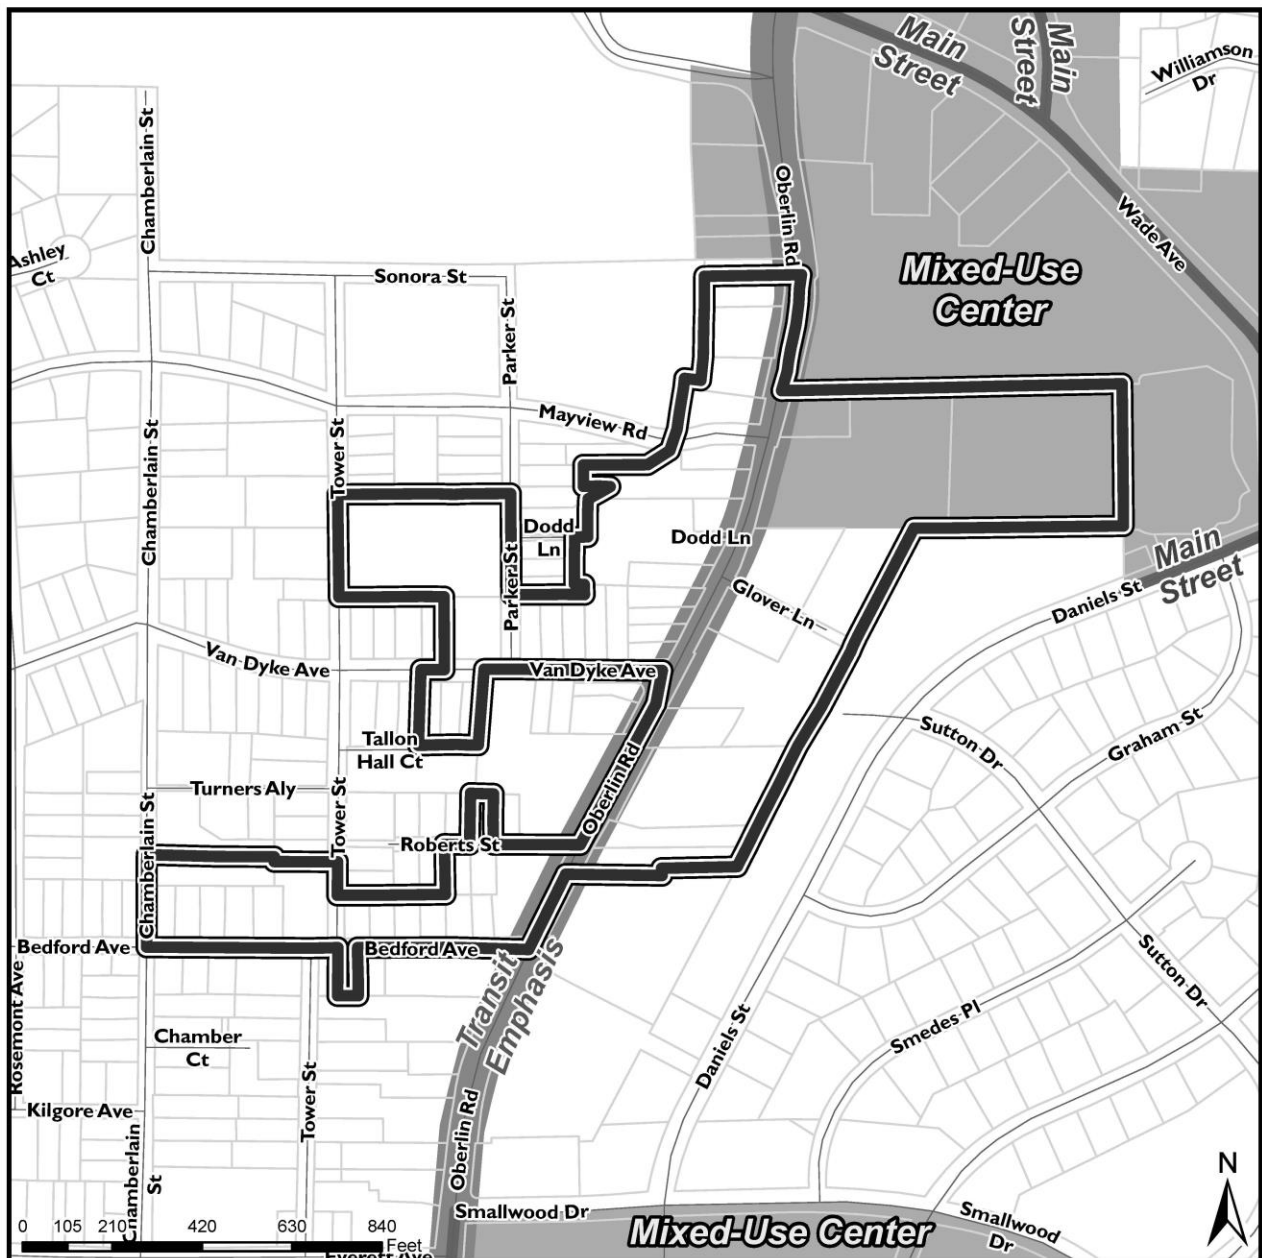 Main
Street
Main
Street
Williamson
Dr
Chamberlain St
Oberlin Rd
Wade Ave
Ashley
Ct
Sonora St
Mixed-Use
Center
Parker St
Mayview Rd
Chamberlain St
Tower St
Dodd
Ln
Dodd Ln
Main
Street
Parker St
Glover Ln
Daniels St
Van Dyke Ave
Van Dyke Ave
Sutton Dr
Graham St
Tallon
Hall Ct
Turners Aly
Tower St
Oberlin Rd
Roberts St
Chamberlain St
Bedford Ave
Bedford Ave
Transit
Emphasis
Sutton Dr
Rosemont Ave
Chamber
Ct
Smedes Pl
Daniels St
Tower St
Kilgore Ave
Oberlin Rd
Chamberlain
St
Smallwood Dr
Smallwood
Dr
Mixed-Use Center
N
0 105 210 420 630 840
Feet
Everett Ave